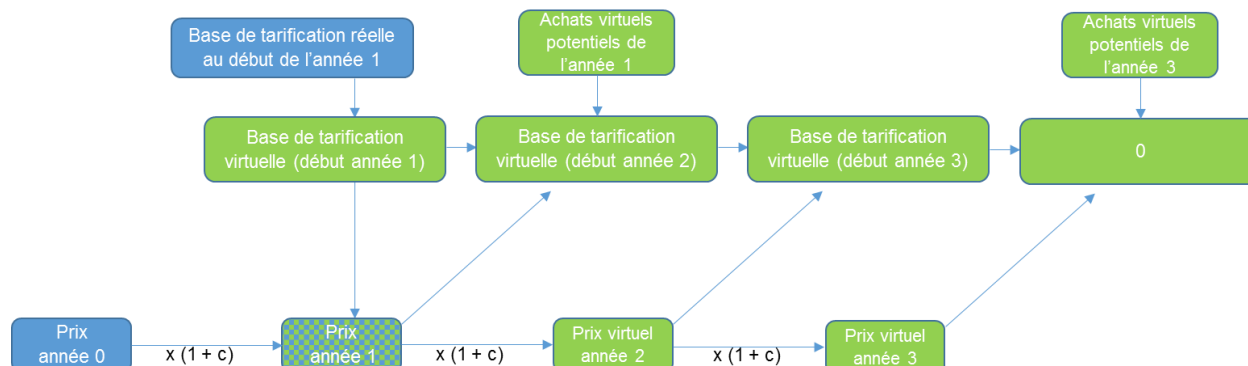 Base de tarification réelle
au début de l'année 1
Achats virtuels
potentiels de
l'année 1
Achats virtuels
potentiels de
l'année 3
Base de tarification
virtuelle (début année 1)
Base de tarification
virtuelle (début année 2)
Base de tarification
virtuelle (début année 3)
0
Prix
année 0
x (1 + c)
Prix
année 1
x (1 + c)
Prix virtuel
année 2
x (1 + c)
Prix virtuel
année 3